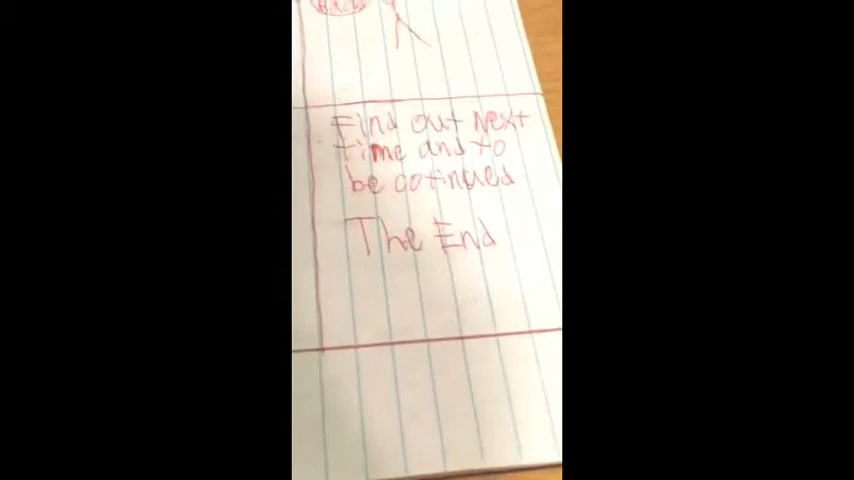 Find out Next
time and to
be cotinued
The End